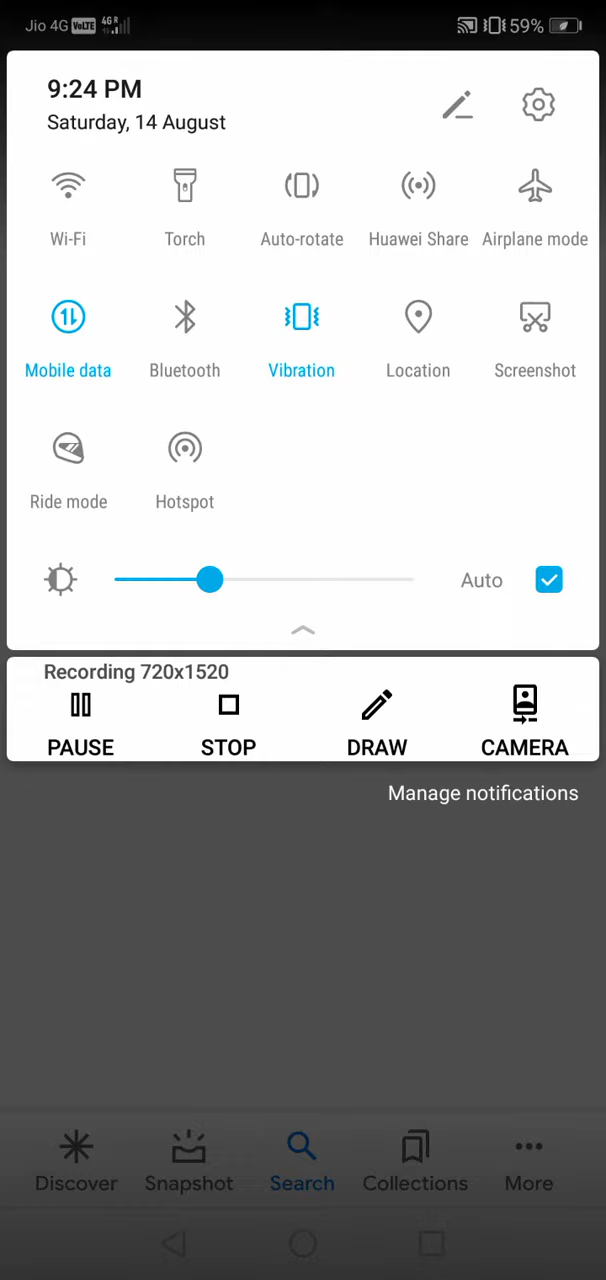 Jio 4G VoLTE 4G R 59%
9:24 PM
Saturday, 14 August
Wi-Fi Torch Auto-rotate Huawei Share Airplane mode
Mobile data Bluetooth Vibration Location Screenshot
Ride mode Hotspot
Auto
Recording 720x1520
PAUSE STOP DRAW CAMERA
Manage notifications
Discover Snapshot Search Collections More